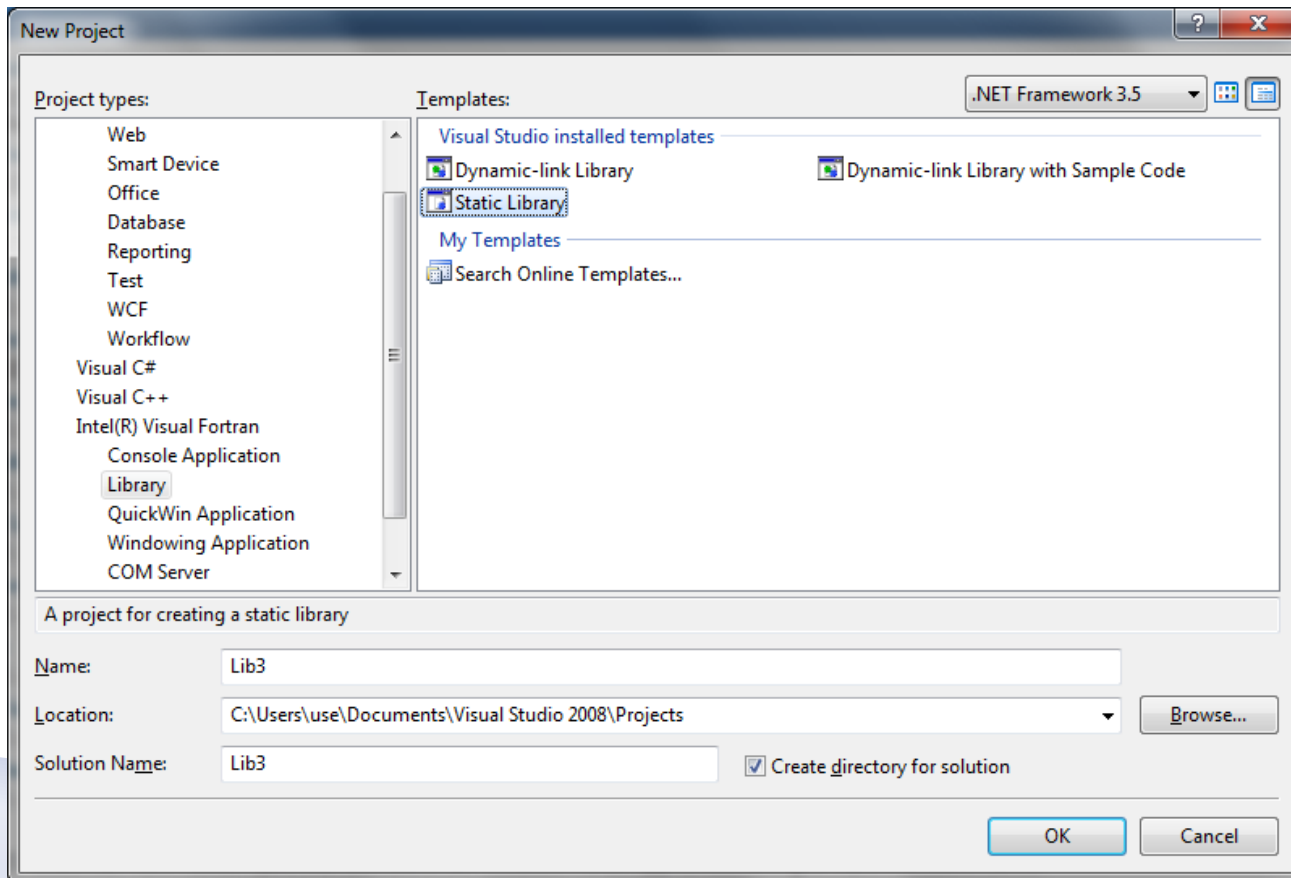 New Project
?
X
Project types:
Templates:
.NET Framework 3.5
Web
Smart Device
Office
Database
Reporting
Test
WCF
Workflow
Visual C#
Visual C++
Intel(R) Visual Fortran
Console Application
Library
QuickWin Application
Windowing Application
COM Server
Visual Studio installed templates
Dynamic-link Library
Dynamic-link Library with Sample Code
Static Library
My Templates
Search Online Templates...
A project for creating a static library
Name:
Lib3
Location:
C:\Users\use\Documents\Visual Studio 2008\Projects
Browse...
Solution Name:
Lib3
Create directory for solution
OK
Cancel